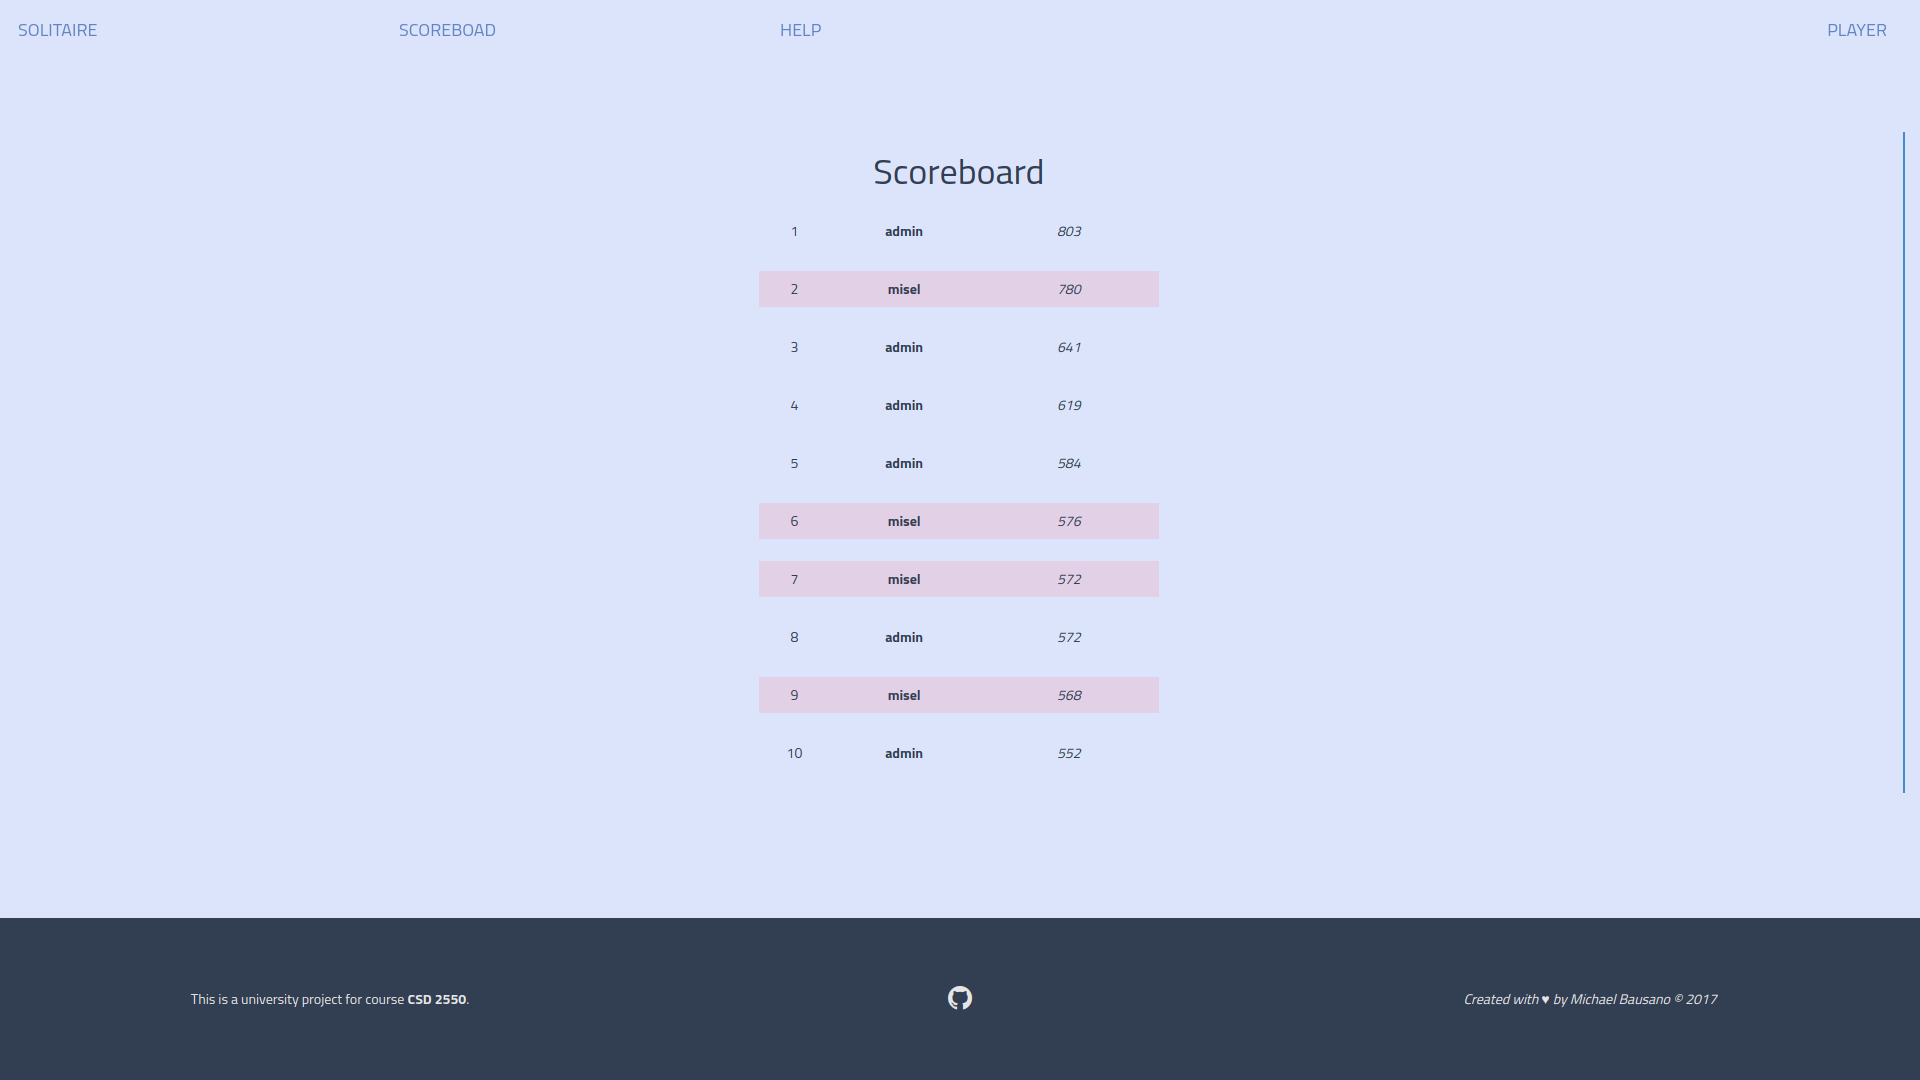 SOLITAIRE SCOREBOAD HELP PLAYER
Scoreboard
1 admin 803
2 misel 780
3 admin 641
4 admin 619
5 admin 584
6 misel 576
7 misel 572
8 admin 572
9 misel 568
10 admin 552
This is a university project for course CSD 2550. Created with ♥ by Michael Bausano © 2017